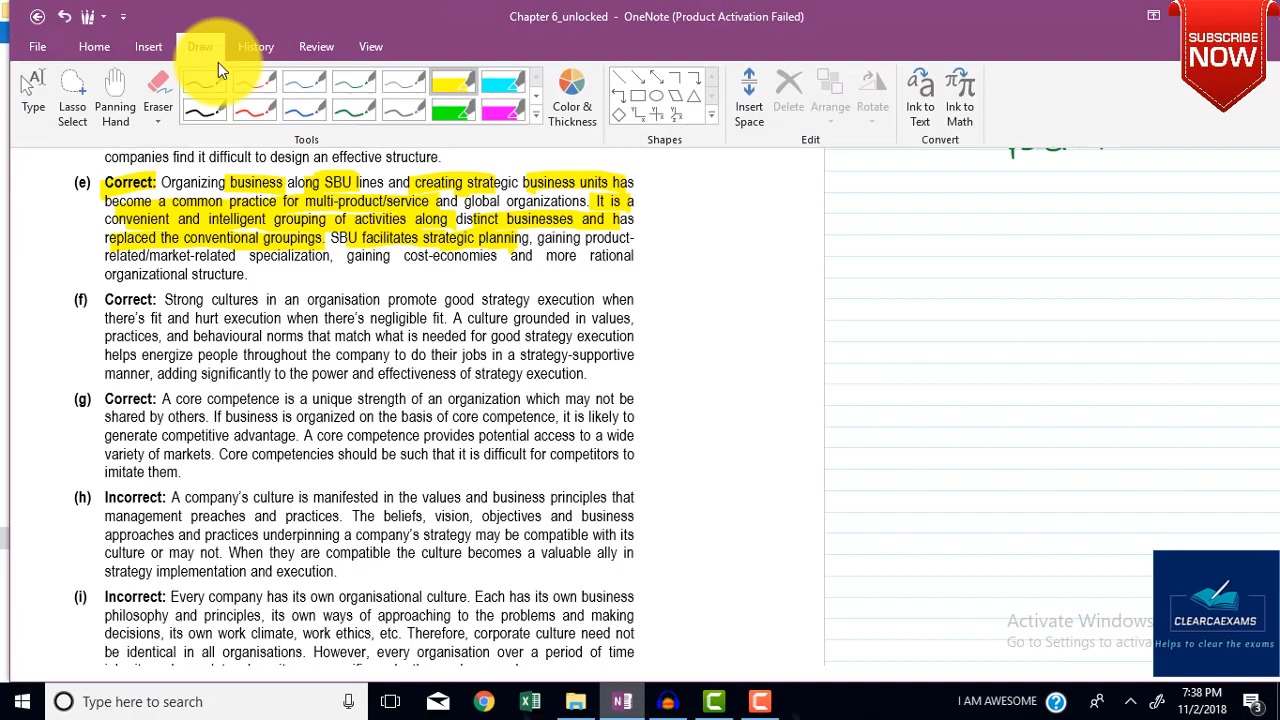 Chapter 6_unlocked - OneNote (Product Activation Failed)
SUBSCRIBE
NOW
File Home Insert Draw History Review View
Type
Lasso
Select
Panning
Hand
Eraser
Color &
Thickness
Insert
Space
Delete
Arrange
Rotate
Ink to
Text
Ink to
Math
Tools
Shapes
Edit
Convert
companies find it difficult to design an effective structure.
(e) Correct: Organizing business along SBU lines and creating strategic business units has
become a common practice for multi-product/service and global organizations. It is a
convenient and intelligent grouping of activities along distinct businesses and has
replaced the conventional groupings. SBU facilitates strategic planning, gaining product-
related/market-related specialization, gaining cost-economies and more rational
organizational structure.
(f) Correct: Strong cultures in an organisation promote good strategy execution when
there's fit and hurt execution when there's negligible fit. A culture grounded in values,
practices, and behavioural norms that match what is needed for good strategy execution
helps energize people throughout the company to do their jobs in a strategy-supportive
manner, adding significantly to the power and effectiveness of strategy execution.
(g) Correct: A core competence is a unique strength of an organization which may not be
shared by others. If business is organized on the basis of core competence, it is likely to
generate competitive advantage. A core competence provides potential access to a wide
variety of markets. Core competencies should be such that it is difficult for competitors to
imitate them.
(h) Incorrect: A company's culture is manifested in the values and business principles that
management preaches and practices. The beliefs, vision, objectives and business
approaches and practices underpinning a company's strategy may be compatible with its
culture or may not. When they are compatible the culture becomes a valuable ally in
strategy implementation and execution.
(i) Incorrect: Every company has its own organisational culture. Each has its own business
philosophy and principles, its own ways of approaching to the problems and making
decisions, its own work climate, work ethics, etc. Therefore, corporate culture need not
be identical in all organisations. However, every organisation over a period of time
Activate Windows
Go to Settings to activa
CLEARCAEXAMS
Helps to clear the exams
Type here to search
I AM AWESOME
7:38 PM
11/2/2018
3